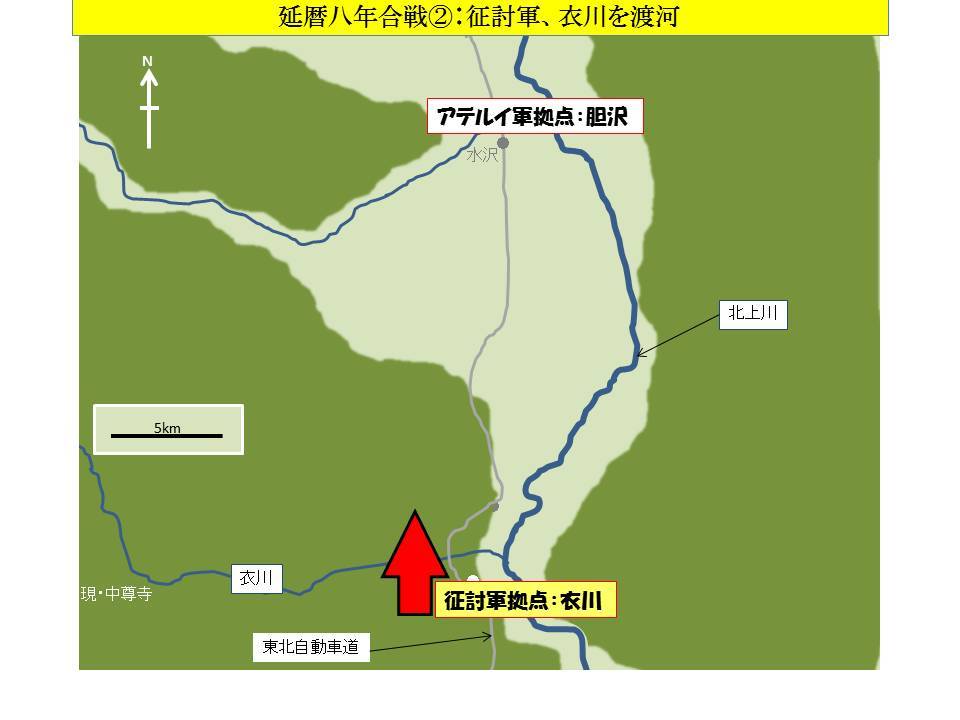 延暦八年合戦②：征討軍、衣川を渡河
N
アテルイ軍拠点：胆沢
水沢
北上川
5km
衣川
現・中尊寺
征討軍拠点：衣川
東北自動車道